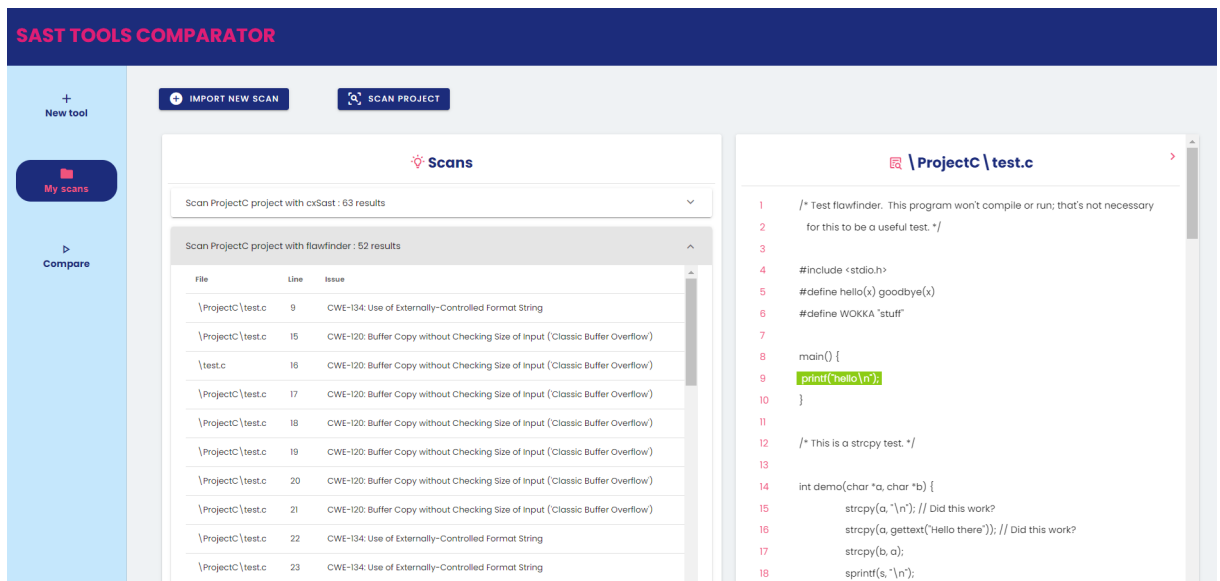 SAST TOOLS COMPARATOR
New tool
My scans
Compare
IMPORT NEW SCAN
SCAN PROJECT
Scans
Scan ProjectC project with cxSast : 63 results
Scan ProjectC project with flawfinder : 52 results
File Line Issue
\ProjectC\test.c 9 CWE-134: Use of Externally-Controlled Format String
\ProjectC\test.c 15 CWE-120: Buffer Copy without Checking Size of Input ('Classic Buffer Overflow')
\test.c 16 CWE-120: Buffer Copy without Checking Size of Input ('Classic Buffer Overflow')
\ProjectC\test.c 17 CWE-120: Buffer Copy without Checking Size of Input ('Classic Buffer Overflow')
\ProjectC\test.c 18 CWE-120: Buffer Copy without Checking Size of Input ('Classic Buffer Overflow')
\ProjectC\test.c 19 CWE-120: Buffer Copy without Checking Size of Input ('Classic Buffer Overflow')
\ProjectC\test.c 20 CWE-120: Buffer Copy without Checking Size of Input ('Classic Buffer Overflow')
\ProjectC\test.c 21 CWE-120: Buffer Copy without Checking Size of Input ('Classic Buffer Overflow')
\ProjectC\test.c 22 CWE-134: Use of Externally-Controlled Format String
\ProjectC\test.c 23 CWE-134: Use of Externally-Controlled Format String
\ProjectC\test.c
1 /* Test flawfinder. This program won't compile or run; that's not necessary
2 for this to be a useful test. */
3
4 #include <stdio.h>
5 #define hello(x) goodbye(x)
6 #define WOKKA "stuff"
7
8 main() {
9 printf("hello\n");
10 }
11
12 /* This is a strcpy test. */
13
14 int demo(char *a, char *b) {
15 strcpy(a, "\n"); // Did this work?
16 strcpy(a, gettext("Hello there")); // Did this work?
17 strcpy(b, a);
18 sprintf(s, "\n");